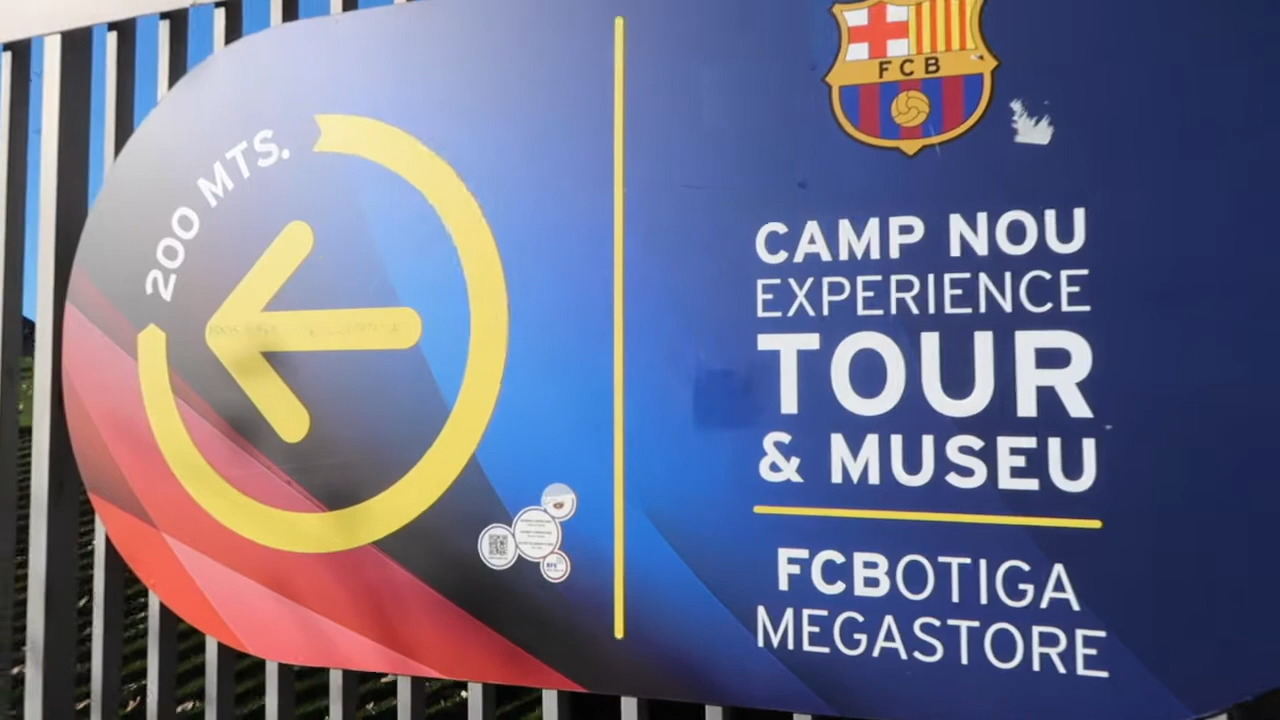 200 MTS.
FCB
CAMP NOU
EXPERIENCE
TOUR
& MUSEU
FCBOTIGA
MEGASTORE